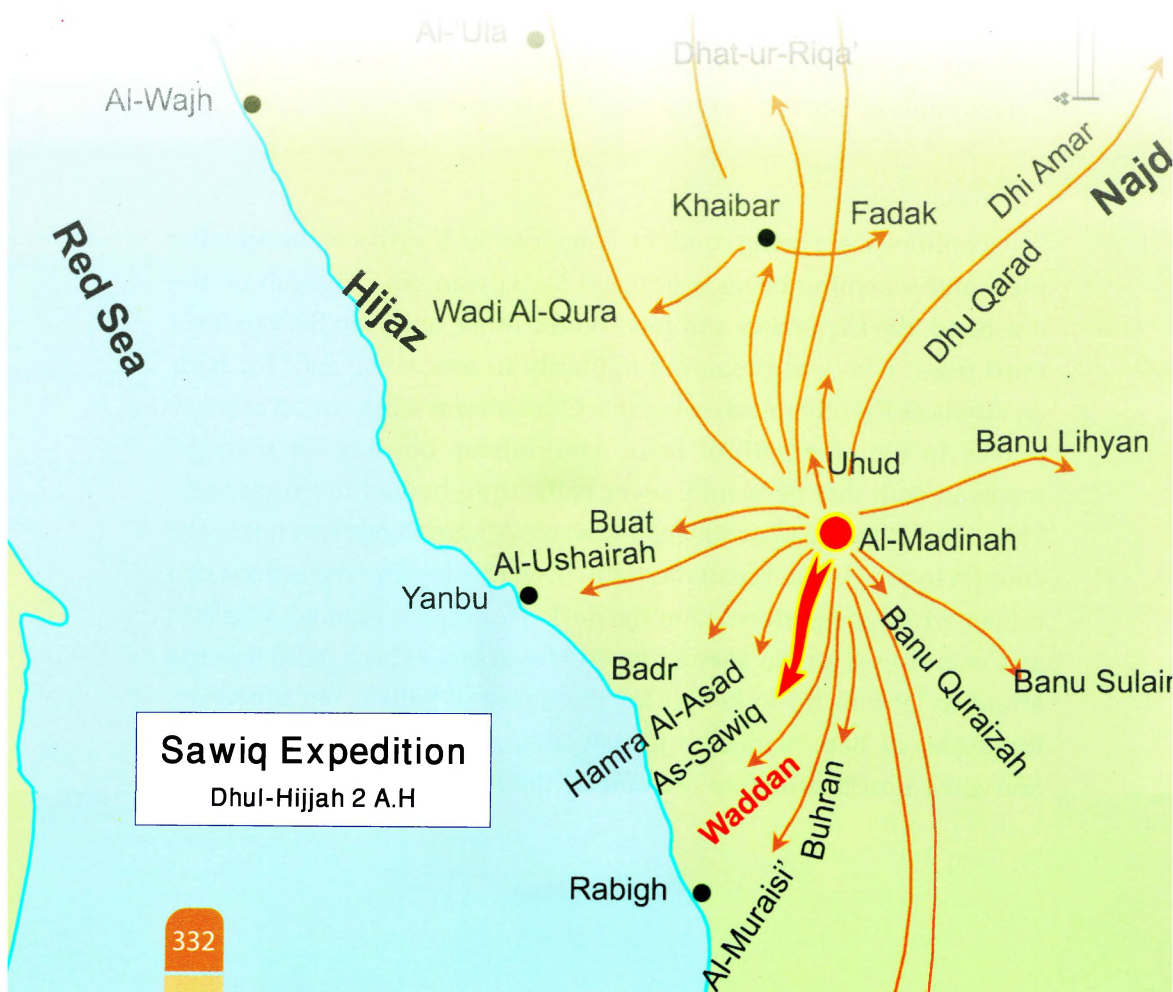 Al-'Ula
Dhat-ur-Riqa'
Al-Wajh
Dhi Amar
Najd
Khaibar
Fadak
Red Sea
Hijaz
Wadi Al-Qura
Dhu Qarad
Banu Lihyan
Uhud
Buat
Al-Madinah
Al-Ushairah
Yanbu
Banu Quraizah
Badr
Banu Sulair
Hamra Al-Asad
As-Sawiq
Waddan
Buhran
Sawiq Expedition
Dhul-Hijjah 2 A.H
Rabigh
Al-Muraisi'
332